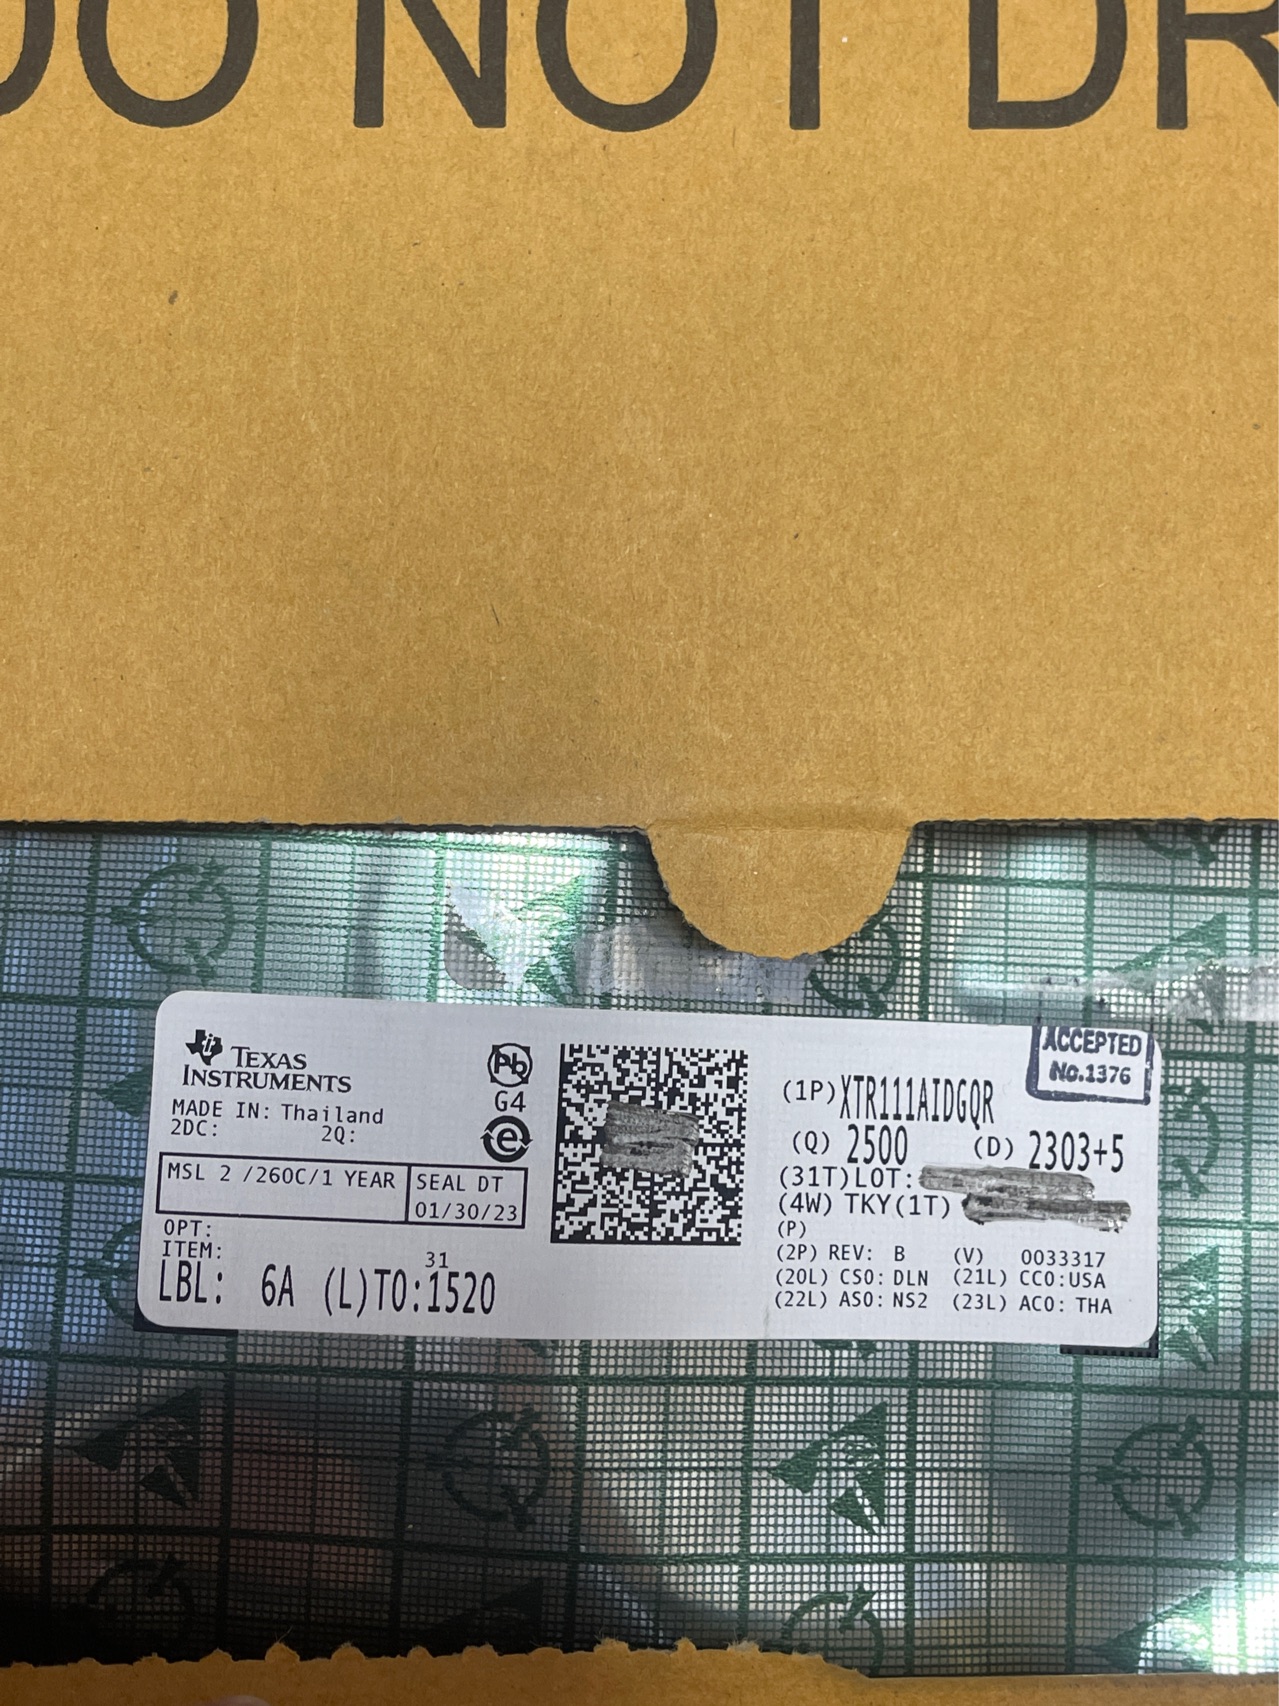 DO NOT DR
TEXAS
INSTRUMENTS
MADE IN: Thailand
2DC: 2Q:
MSL 2 /260C/1 YEAR
SEAL DT
01/30/23
OPT:
ITEM:
31
LBL: 6A (L)TO:1520
Pb
G4
e
ACCEPTED
No.1376
(1P) XTR111AIDGQR
(Q) 2500 (D) 2303+5
(31T)LOT:
(4W) TKY(1T)
(P)
(2P) REV: B (V) 0033317
(20L) CSO: DLN (21L) CCO:USA
(22L) ASO: NS2 (23L) ACO: THA